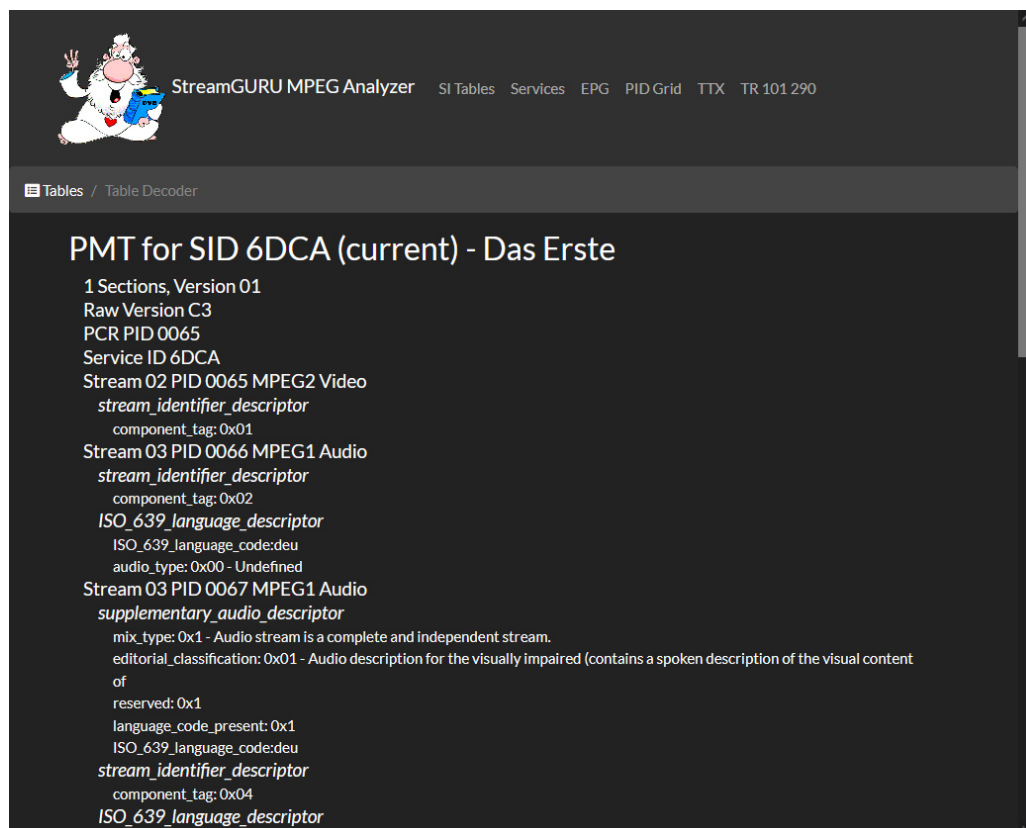 StreamGURU MPEG Analyzer SI Tables Services EPG PID Grid TTX TR 101 290
DVB
Tables / Table Decoder
PMT for SID 6DCA (current) - Das Erste
1 Sections, Version 01
Raw Version C3
PCR PID 0065
Service ID 6DCA
Stream 02 PID 0065 MPEG2 Video
stream_identifier_descriptor
component_tag: 0x01
Stream 03 PID 0066 MPEG1 Audio
stream_identifier_descriptor
component_tag: 0x02
ISO_639_language_descriptor
ISO_639_language_code:deu
audio_type: 0x00 - Undefined
Stream 03 PID 0067 MPEG1 Audio
supplementary_audio_descriptor
mix_type: 0x1 - Audio stream is a complete and independent stream.
editorial_classification: 0x01 - Audio description for the visually impaired (contains a spoken description of the visual content
of
reserved: 0x1
language_code_present: 0x1
ISO_639_language_code:deu
stream_identifier_descriptor
component_tag: 0x04
ISO_639_language_descriptor